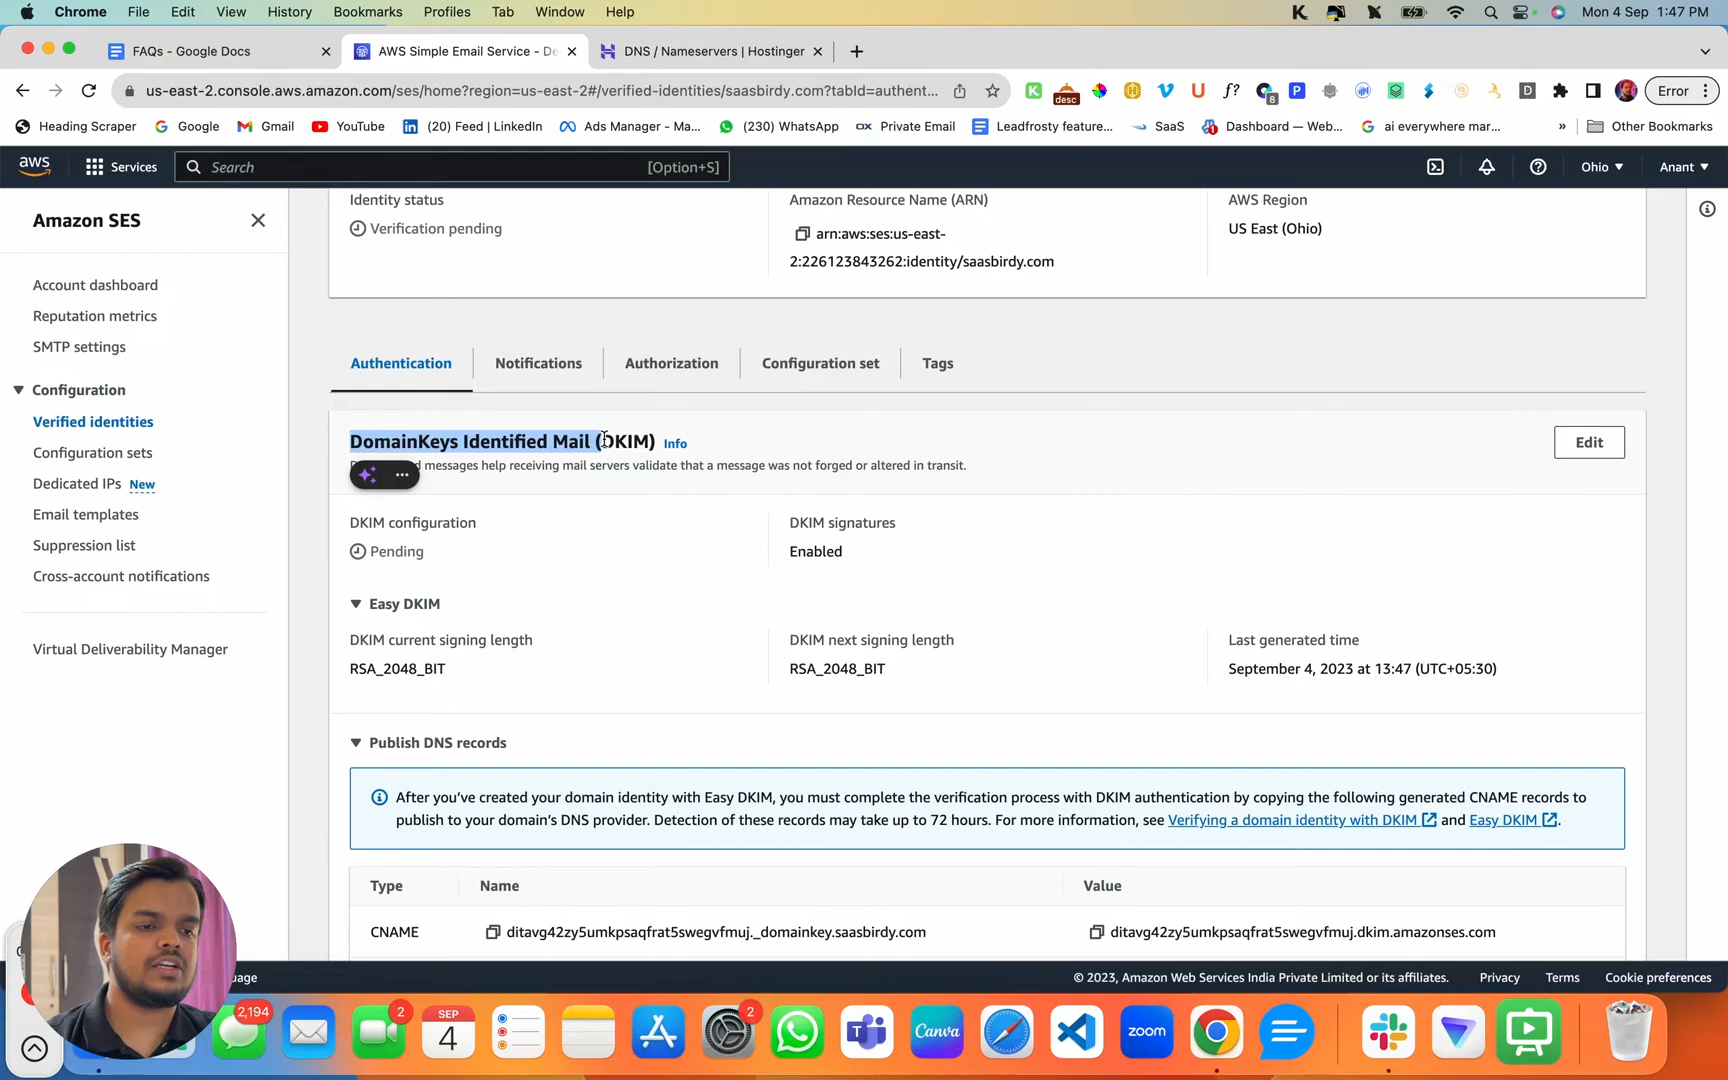 Chrome File Edit View History Bookmarks Profiles Tab Window Help Mon 4 Sep 1:47 PM
FAQs - Google Docs AWS Simple Email Service - De DNS / Nameservers | Hostinger
us-east-2.console.aws.amazon.com/ses/home?region=us-east-2#/verified-identities/saasbirdy.com?tabId=authent... desc 8 Error
Heading Scraper Google Gmail YouTube (20) Feed | LinkedIn Ads Manager - Ma... (230) WhatsApp Private Email Leadfrosty feature... SaaS Dashboard — Web... ai everywhere mar... » Other Bookmarks
aws Services Search [Option+S] Ohio Anant
Amazon SES
Account dashboard
Reputation metrics
SMTP settings
Configuration
Verified identities
Configuration sets
Dedicated IPs New
Email templates
Suppression list
Cross-account notifications
Virtual Deliverability Manager
Identity status Amazon Resource Name (ARN) AWS Region
Verification pending arn:aws:ses:us-east- US East (Ohio)
2:226123843262:identity/saasbirdy.com
Authentication Notifications Authorization Configuration set Tags
DomainKeys Identified Mail (DKIM) Info Edit
messages help receiving mail servers validate that a message was not forged or altered in transit.
DKIM configuration DKIM signatures
Pending Enabled
Easy DKIM
DKIM current signing length DKIM next signing length Last generated time
RSA_2048_BIT RSA_2048_BIT September 4, 2023 at 13:47 (UTC+05:30)
Publish DNS records
After you've created your domain identity with Easy DKIM, you must complete the verification process with DKIM authentication by copying the following generated CNAME records to
publish to your domain's DNS provider. Detection of these records may take up to 72 hours. For more information, see Verifying a domain identity with DKIM and Easy DKIM.
Type Name Value
CNAME ditavg42zy5umkpsaqfrat5swegvfmuj._domainkey.saasbirdy.com ditavg42zy5umkpsaqfrat5swegvfmuj.dkim.amazonses.com
uage © 2023, Amazon Web Services India Private Limited or its affiliates. Privacy Terms Cookie preferences
2,194 2 SEP 2
4 Canva zoom